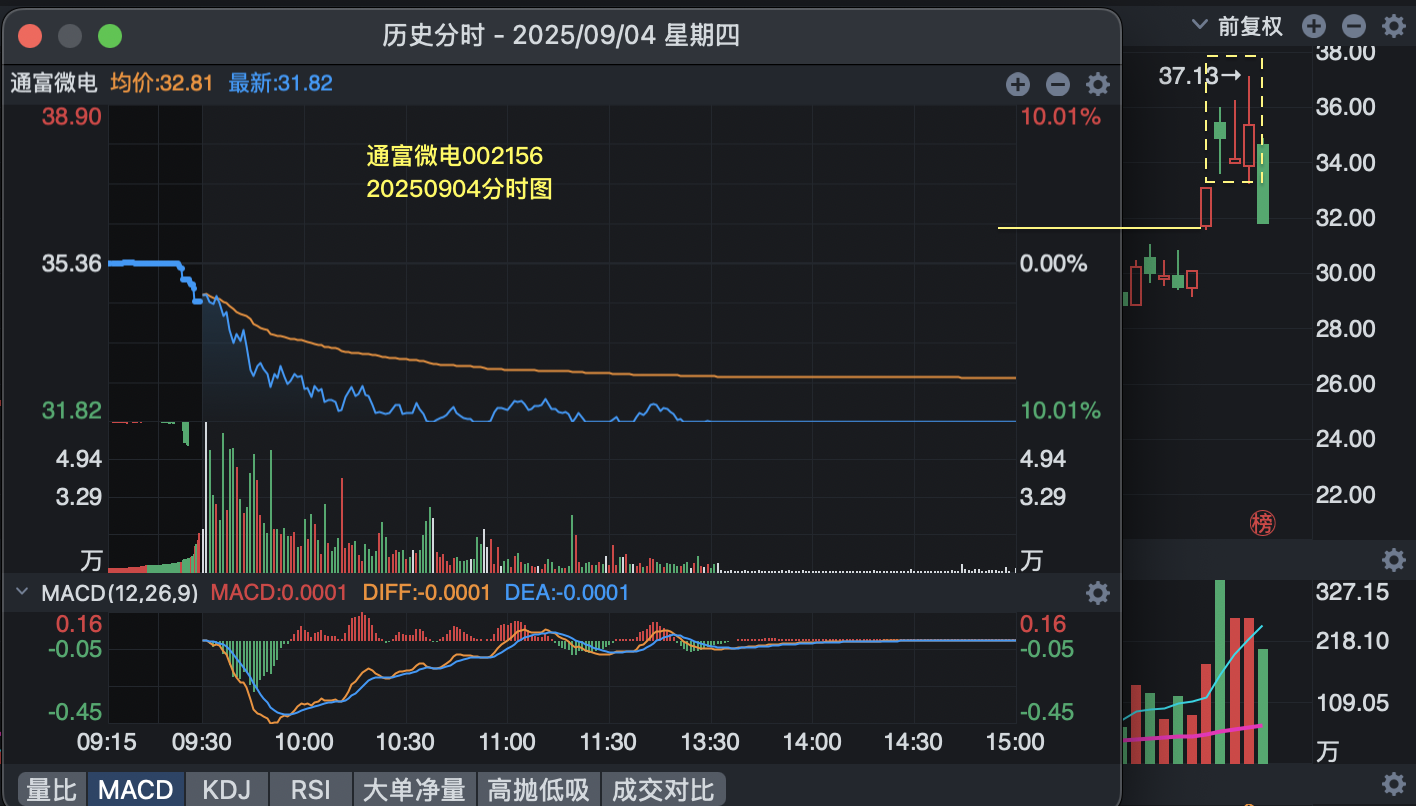 历史分时 - 2025/09/04 星期四
前复权
通富微电 均价:32.81 最新:31.82
38.90
10.01%
通富微电002156
20250904分时图
35.36
0.00%
31.82
10.01%
4.94
4.94
3.29
3.29
万
万
MACD(12,26,9) MACD:0.0001 DIFF:-0.0001 DEA:-0.0001
0.16
0.16
-0.05
-0.05
-0.45
-0.45
09:15 09:30 10:00 10:30 11:00 11:30 13:30 14:00 14:30 15:00
量比 MACD KDJ RSI 大单净量 高抛低吸 成交对比
37.13→
38.00
36.00
34.00
32.00
30.00
28.00
26.00
24.00
22.00
榜
327.15
218.10
109.05
万